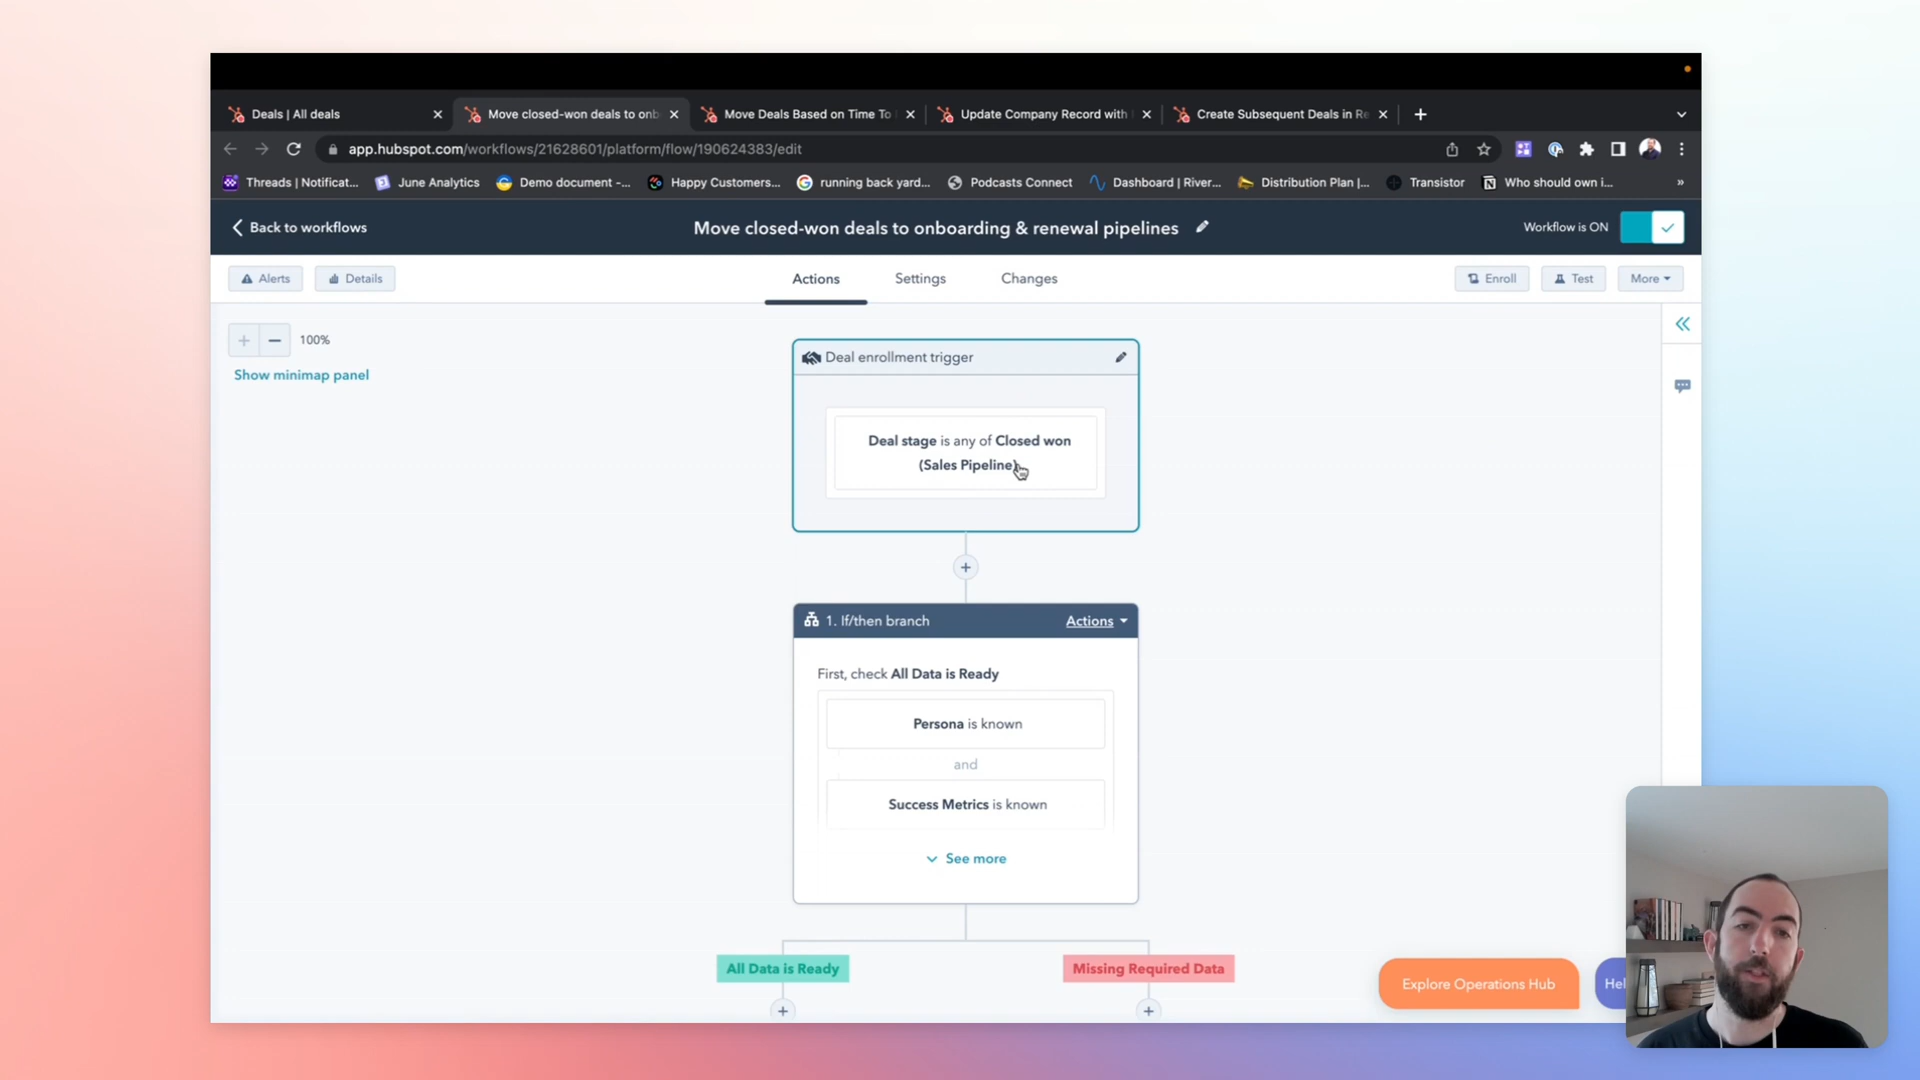 Deals | All deals
Move closed-won deals to onb
Move Deals Based on Time To
Update Company Record with
Create Subsequent Deals in Re
app.hubspot.com/workflows/21628601/platform/flow/190624383/edit
Threads | Notificat...
June Analytics
Demo document -...
Happy Customers...
running back yard...
Podcasts Connect
Dashboard | River...
Distribution Plan |...
Transistor
Who should own i...
»
Back to workflows
Move closed-won deals to onboarding & renewal pipelines
Workflow is ON
Alerts
Details
Actions
Settings
Changes
Enroll
Test
More
100%
Show minimap panel
Deal enrollment trigger
Deal stage is any of Closed won
(Sales Pipeline)
1. If/then branch
Actions
First, check All Data is Ready
Persona is known
and
Success Metrics is known
See more
All Data is Ready
Missing Required Data
Explore Operations Hub
Hel